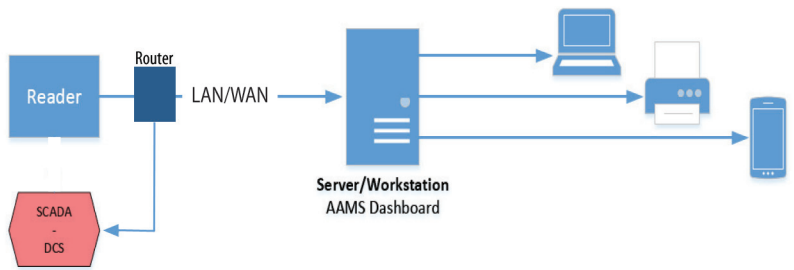 Router
Reader
LAN/WAN
Server/Workstation
AAMS Dashboard
SCADA
-
DCS